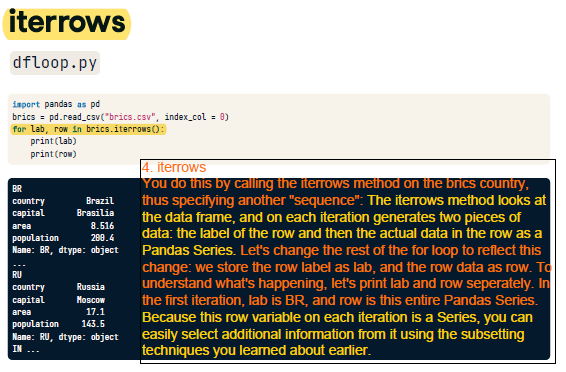 iterrows
dfloop.py
import pandas as pd
brics = pd.read_csv("brics.csv", index_col = 0)
for lab, row in brics.iterrows():
    print(lab)
    print(row)
4. iterrows
You do this by calling the iterrows method on the brics country,
thus specifying another "sequence": The iterrows method looks at
the data frame, and on each iteration generates two pieces of
data: the label of the row and then the actual data in the row as a
Pandas Series. Let's change the rest of the for loop to reflect this
change: we store the row label as lab, and the row data as row. To
understand what's happening, let's print lab and row seperately. In
the first iteration, lab is BR, and row is this entire Pandas Series.
Because this row variable on each iteration is a Series, you can
easily select additional information from it using the subsetting
techniques you learned about earlier.
BR
country Brazil
capital Brasilia
area 8.516
population 200.4
Name: BR, dtype: object
...
RU
country Russia
capital Moscow
area 17.1
population 143.5
Name: RU, dtype: object
IN ...